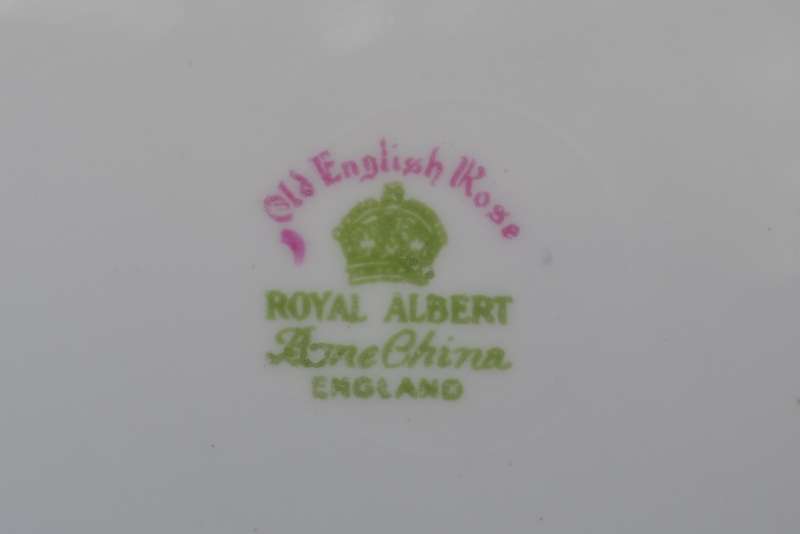 Old English Rose
ROYAL ALBERT
Bone China
ENGLAND